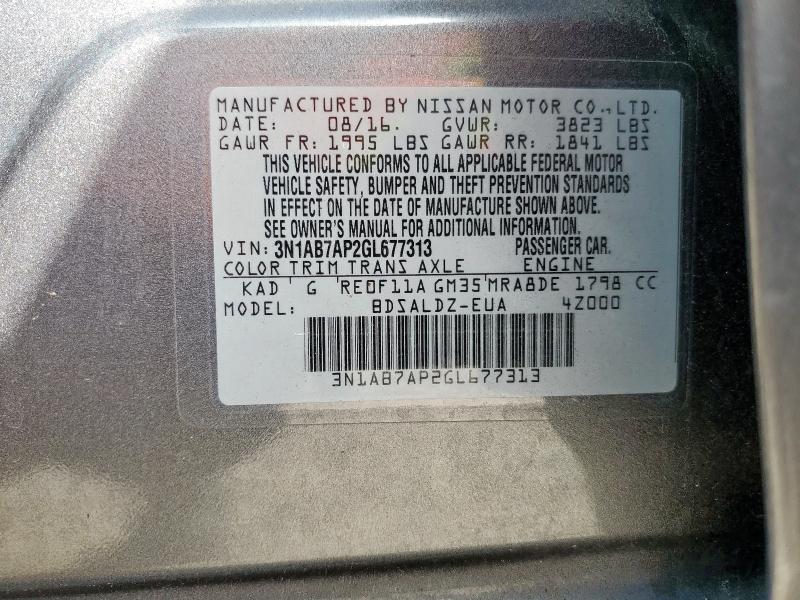 MANUFACTURED BY NISSAN MOTOR CO., LTD.
DATE: 08/16. GVWR: 3823 LBS
GAWR FR: 1995 LBS GAWR RR: 1841 LBS
THIS VEHICLE CONFORMS TO ALL APPLICABLE FEDERAL MOTOR
VEHICLE SAFETY, BUMPER AND THEFT PREVENTION STANDARDS
IN EFFECT ON THE DATE OF MANUFACTURE SHOWN ABOVE.
SEE OWNER'S MANUAL FOR ADDITIONAL INFORMATION.
VIN: 3N1AB7AP2GL677313 PASSENGER CAR.
COLOR TRIM TRANS AXLE ENGINE
KAD G RE0F11A GM35 MRA8DE 1798 CC
MODEL: BDSALDZ-EUA 4Z000
3N1AB7AP2GL677313